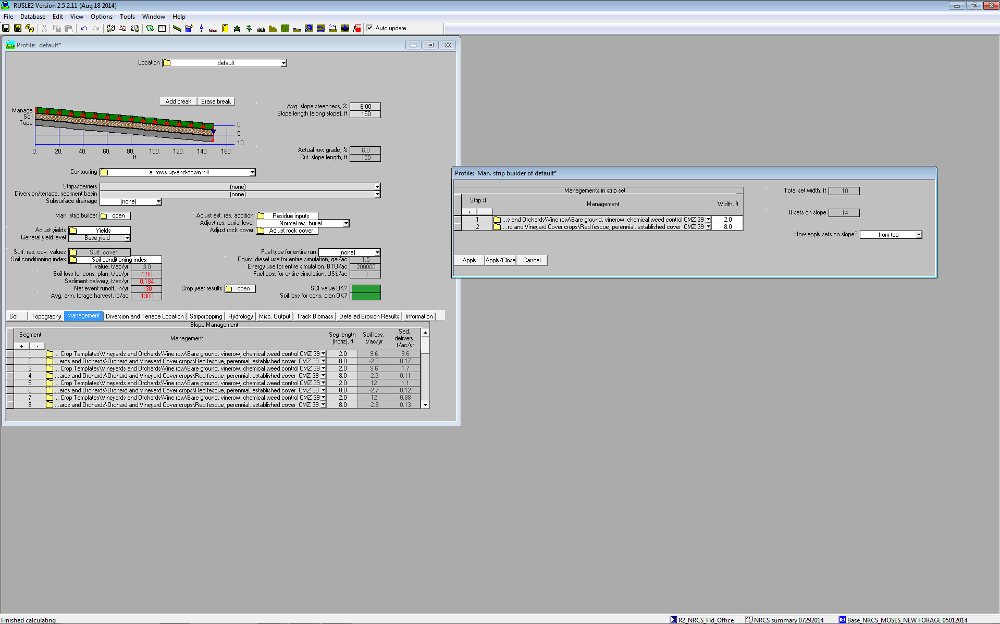 RUSLE2 Version 2.5.2.11 (Aug 18 2014)
File Database Edit View Options Tools Window Help
Auto update
Profile: default*
Location default
Add break Erase break
Manage
Soil
Topo
0.
5.
10.
0. 20. 40. 60. 80. 100. 120. 140. 160.
ft
Avg. slope steepness, % 6.00
Slope length (along slope), ft 150
Actual row grade, % 6.0
Crit. slope length, ft 150
Contouring a. rows up-and-down hill
Strips/barriers (none)
Diversion/terrace, sediment basin (none)
Subsurface drainage (none)
Man. strip builder open
Adjust ext. res. addition Residue inputs
Adjust res. burial level Normal res. burial
Adjust yields Yields
Adjust rock cover Adjust rock cover
General yield level Base yield
Surf. res. cov. values Surf. cover
Fuel type for entire run (none)
Soil conditioning index Soil conditioning index
Equiv. diesel use for entire simulation, gal/ac 1.5
T value, t/ac/yr 3.0
Energy use for entire simulation, BTU/ac 200000
Soil loss for cons. plan, t/ac/yr 1.98
Fuel cost for entire simulation, US$/ac 0
Sediment delivery, t/ac/yr 0.184
Net event runoff, in/yr 130
Crop year results open
SCI value OK?
Avg. ann. forage harvest, lb/ac 1300
Soil loss for cons. plan OK?
Soil Topography Management Diversion and Terrace Location Stripcropping Hydrology Misc. Output Track Biomass Detailed Erosion Results Information
Slope Management
Segment Management Seg length (horiz), ft Soil loss, t/ac/yr Sed. delivery, t/ac/yr
+ -
1 ... Crop Templates\Vineyards and Orchards\Vine row\Bare ground, vinerow, chemical weed control CMZ 39 2.0 9.6 9.6
2 ...ards and Orchards\Orchard and Vineyard Cover crops\Red fescue, perennial, established cover CMZ 39 8.0 -2.2 0.17
3 ... Crop Templates\Vineyards and Orchards\Vine row\Bare ground, vinerow, chemical weed control CMZ 39 2.0 9.6 1.7
4 ...ards and Orchards\Orchard and Vineyard Cover crops\Red fescue, perennial, established cover CMZ 39 8.0 -2.3 0.11
5 ... Crop Templates\Vineyards and Orchards\Vine row\Bare ground, vinerow, chemical weed control CMZ 39 2.0 12 1.1
6 ...ards and Orchards\Orchard and Vineyard Cover crops\Red fescue, perennial, established cover CMZ 39 8.0 -2.7 0.12
7 ... Crop Templates\Vineyards and Orchards\Vine row\Bare ground, vinerow, chemical weed control CMZ 39 2.0 12 0.88
8 ...ards and Orchards\Orchard and Vineyard Cover crops\Red fescue, perennial, established cover CMZ 39 8.0 -2.9 0.13
Profile: Man. strip builder of default*
Managements in strip set
Strip # Management Width, ft
+ -
1 ...s and Orchards\Vine row\Bare ground, vinerow, chemical weed control CMZ 39 2.0
2 ...rd and Vineyard Cover crops\Red fescue, perennial, established cover CMZ 39 8.0
Total set width, ft 10
# sets on slope 14
How apply sets on slope? from top
Apply Apply/Close Cancel
Finished calculating
R2_NRCS_Fld_Office NRCS summary 07292014 Base_NRCS_MOSES_NEW FORAGE 05012014